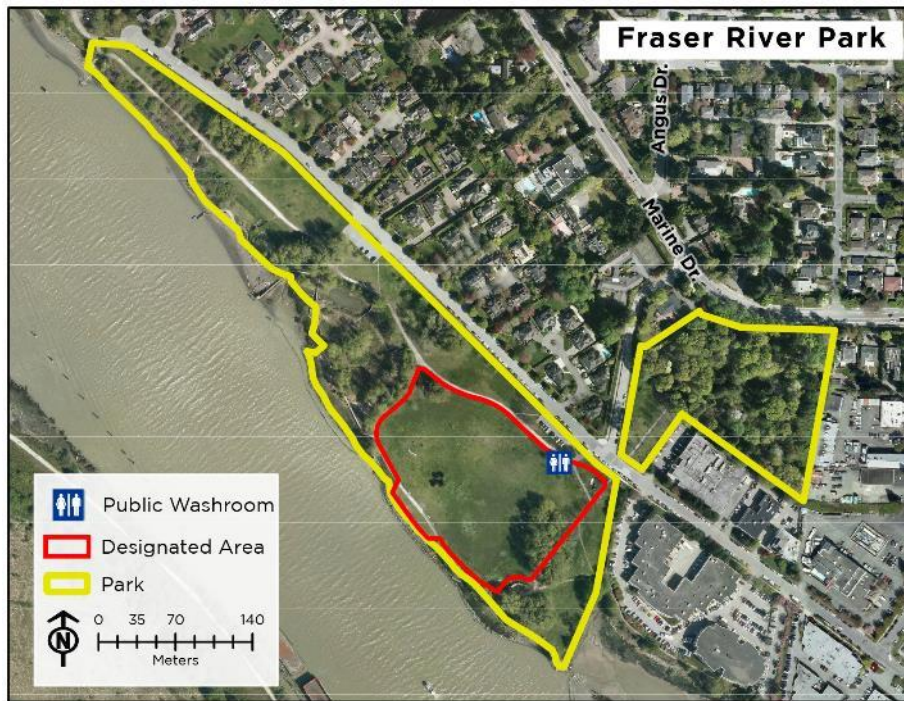 Fraser River Park
Angus Dr.
Marine Dr.
Public Washroom
Designated Area
Park
N
0 35 70 140
Meters